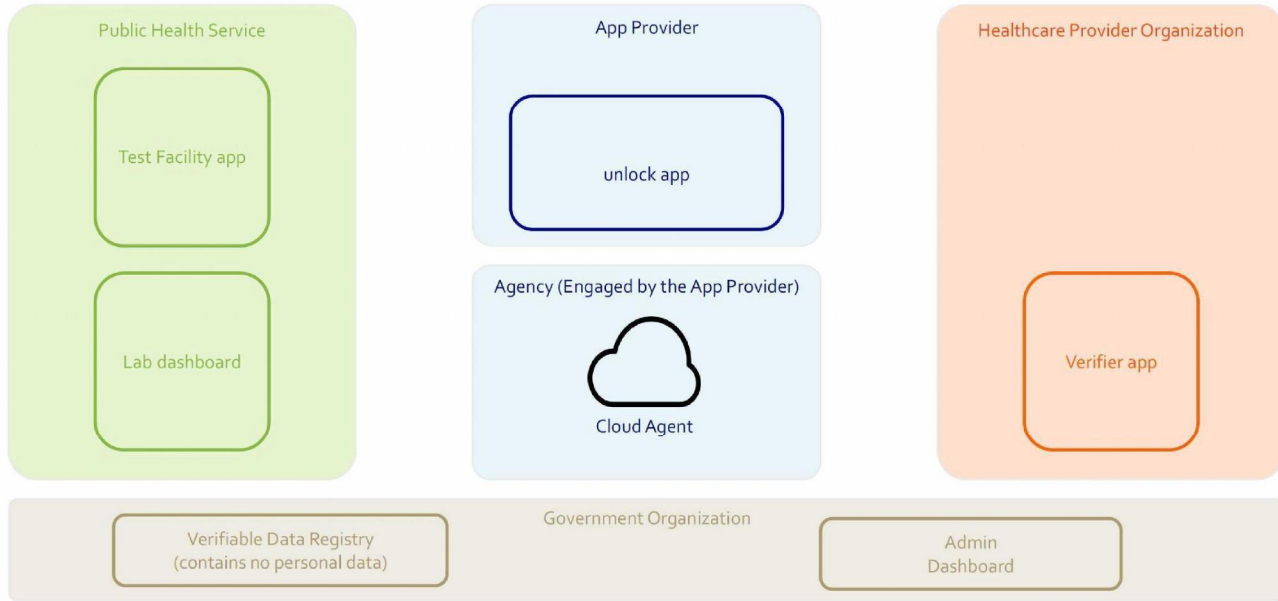 Public Health Service
Test Facility app
Lab dashboard
App Provider
unlock app
Agency (Engaged by the App Provider)
Cloud Agent
Healthcare Provider Organization
Verifier app
Government Organization
Verifiable Data Registry
(contains no personal data)
Admin
Dashboard